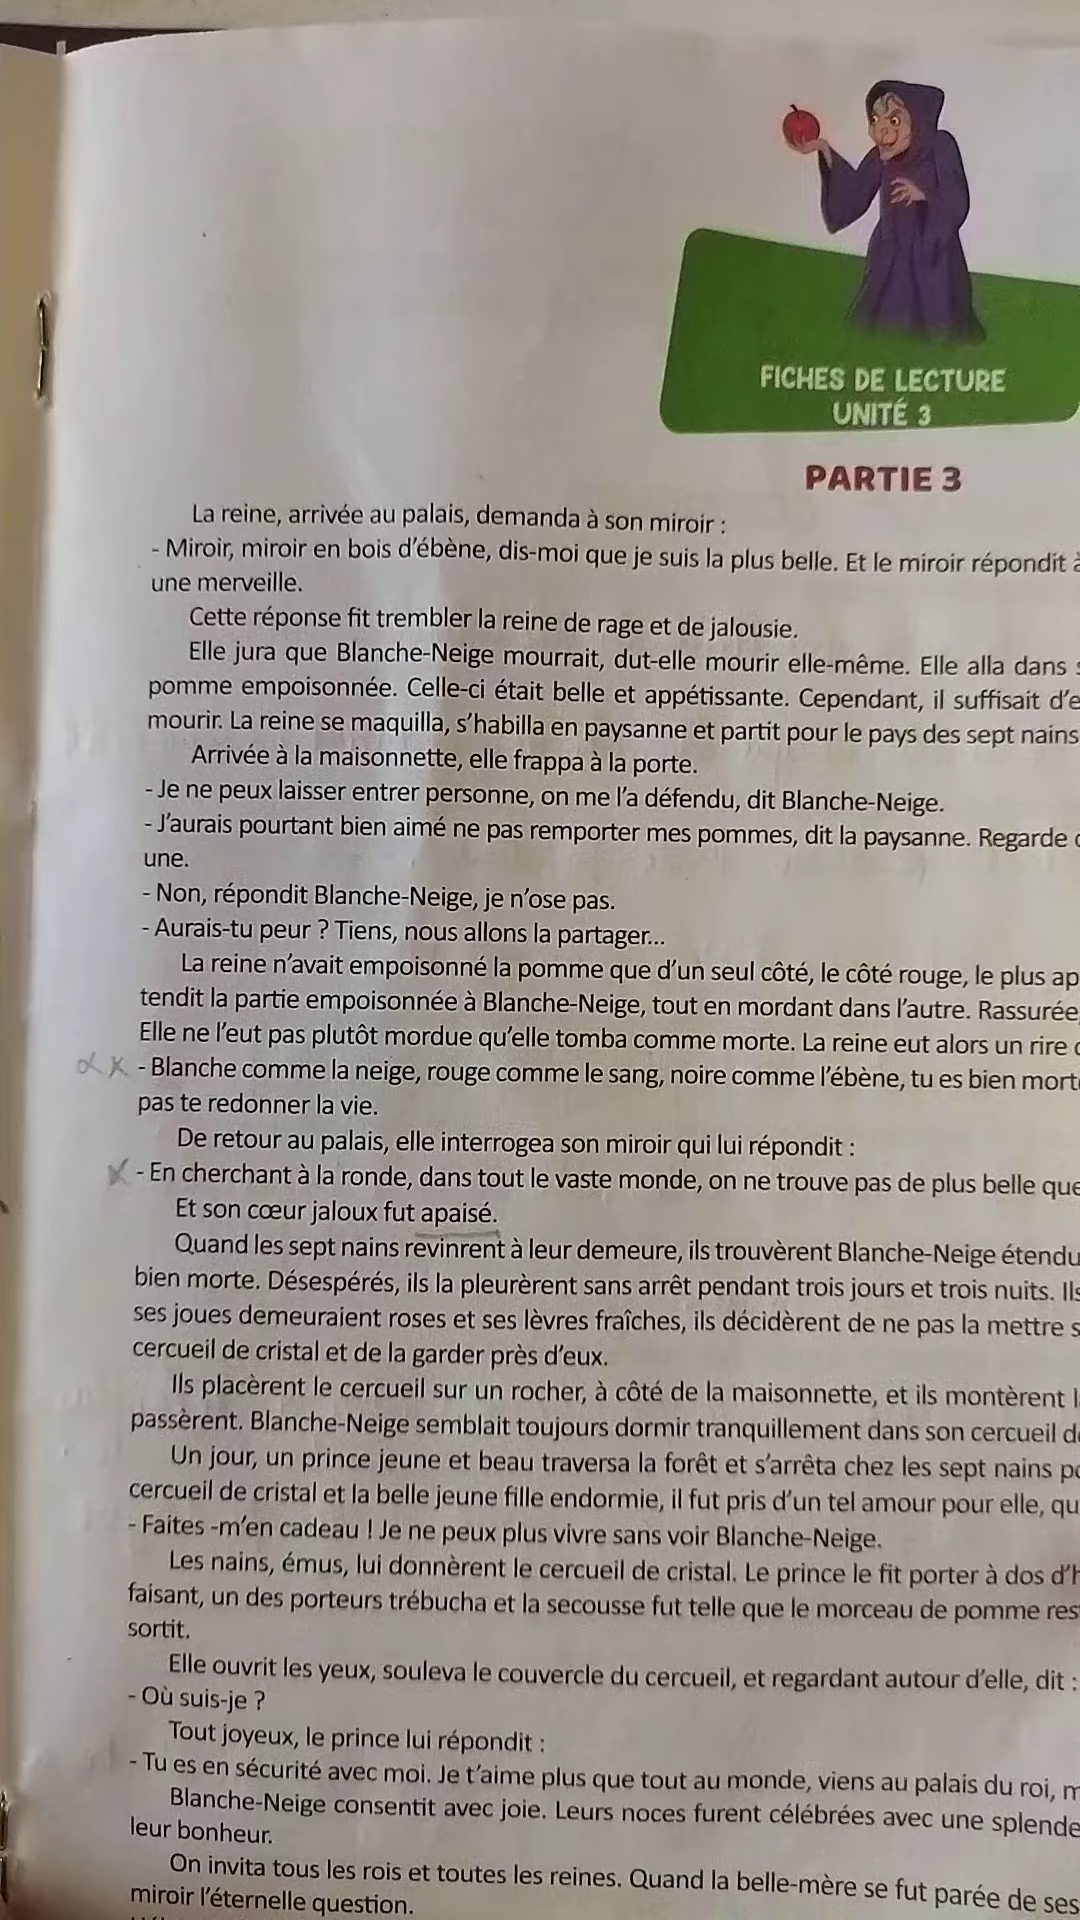 FICHES DE LECTURE
UNITÉ 3
PARTIE 3
La reine, arrivée au palais, demanda à son miroir :
- Miroir, miroir en bois d'ébène, dis-moi que je suis la plus belle. Et le miroir répondit à
une merveille.
Cette réponse fit trembler la reine de rage et de jalousie.
Elle jura que Blanche-Neige mourrait, dut-elle mourir elle-même. Elle alla dans
pomme empoisonnée. Celle-ci était belle et appétissante. Cependant, il suffisait
mourir. La reine se maquilla, s'habilla en paysanne et partit pour le pays des sept nains
Arrivée à la maisonnette, elle frappa à la porte.
- Je ne peux laisser entrer personne, on me l'a défendu, dit Blanche-Neige.
- J'aurais pourtant bien aimé ne pas remporter mes pommes, dit la paysanne. Regarde
une.
- Non, répondit Blanche-Neige, je n'ose pas.
- Aurais-tu peur ? Tiens, nous allons la partager...
La reine n'avait empoisonné la pomme que d'un seul côté, le côté rouge, le plus
tendit la partie empoisonnée à Blanche-Neige, tout en mordant dans l'autre. Rassurée,
Elle ne l'eut pas plutôt mordue qu'elle tomba comme morte. La reine eut alors un rire
- Blanche comme la neige, rouge comme le sang, noire comme l'ébène, tu es bien
pas te redonner la vie.
De retour au palais, elle interrogea son miroir qui lui répondit :
- En cherchant à la ronde, dans tout le vaste monde, on ne trouve pas de plus belle que
Et son cœur jaloux fut apaisé.
Quand les sept nains revinrent à leur demeure, ils trouvèrent Blanche-Neige
bien morte. Désespérés, ils la pleurèrent sans arrêt pendant trois jours et trois nuits. Ils
ses joues demeuraient roses et ses lèvres fraîches, ils décidèrent de ne pas la mettre
cercueil de cristal et de la garder près d'eux.
Ils placèrent le cercueil sur un rocher, à côté de la maisonnette, et ils montèrent
passèrent. Blanche-Neige semblait toujours dormir tranquillement dans son cercueil
Un jour, un prince jeune et beau traversa la forêt et s'arrêta chez les sept nains
cercueil de cristal et la belle jeune fille endormie, il fut pris d'un tel amour pour elle,
- Faites -m'en cadeau ! Je ne peux plus vivre sans voir Blanche-Neige.
Les nains, émus, lui donnèrent le cercueil de cristal. Le prince le fit porter à dos
faisant, un des porteurs trébucha et la secousse fut telle que le morceau de pomme
sortit.
Elle ouvrit les yeux, souleva le couvercle du cercueil, et regardant autour d'elle, dit :
- Où suis-je ?
Tout joyeux, le prince lui répondit :
- Tu es en sécurité avec moi. Je t'aime plus que tout au monde, viens au palais du roi,
Blanche-Neige consentit avec joie. Leurs noces furent célébrées avec une
leur bonheur.
On invita tous les rois et toutes les reines. Quand la belle-mère se fut parée de ses
miroir l'éternelle question.